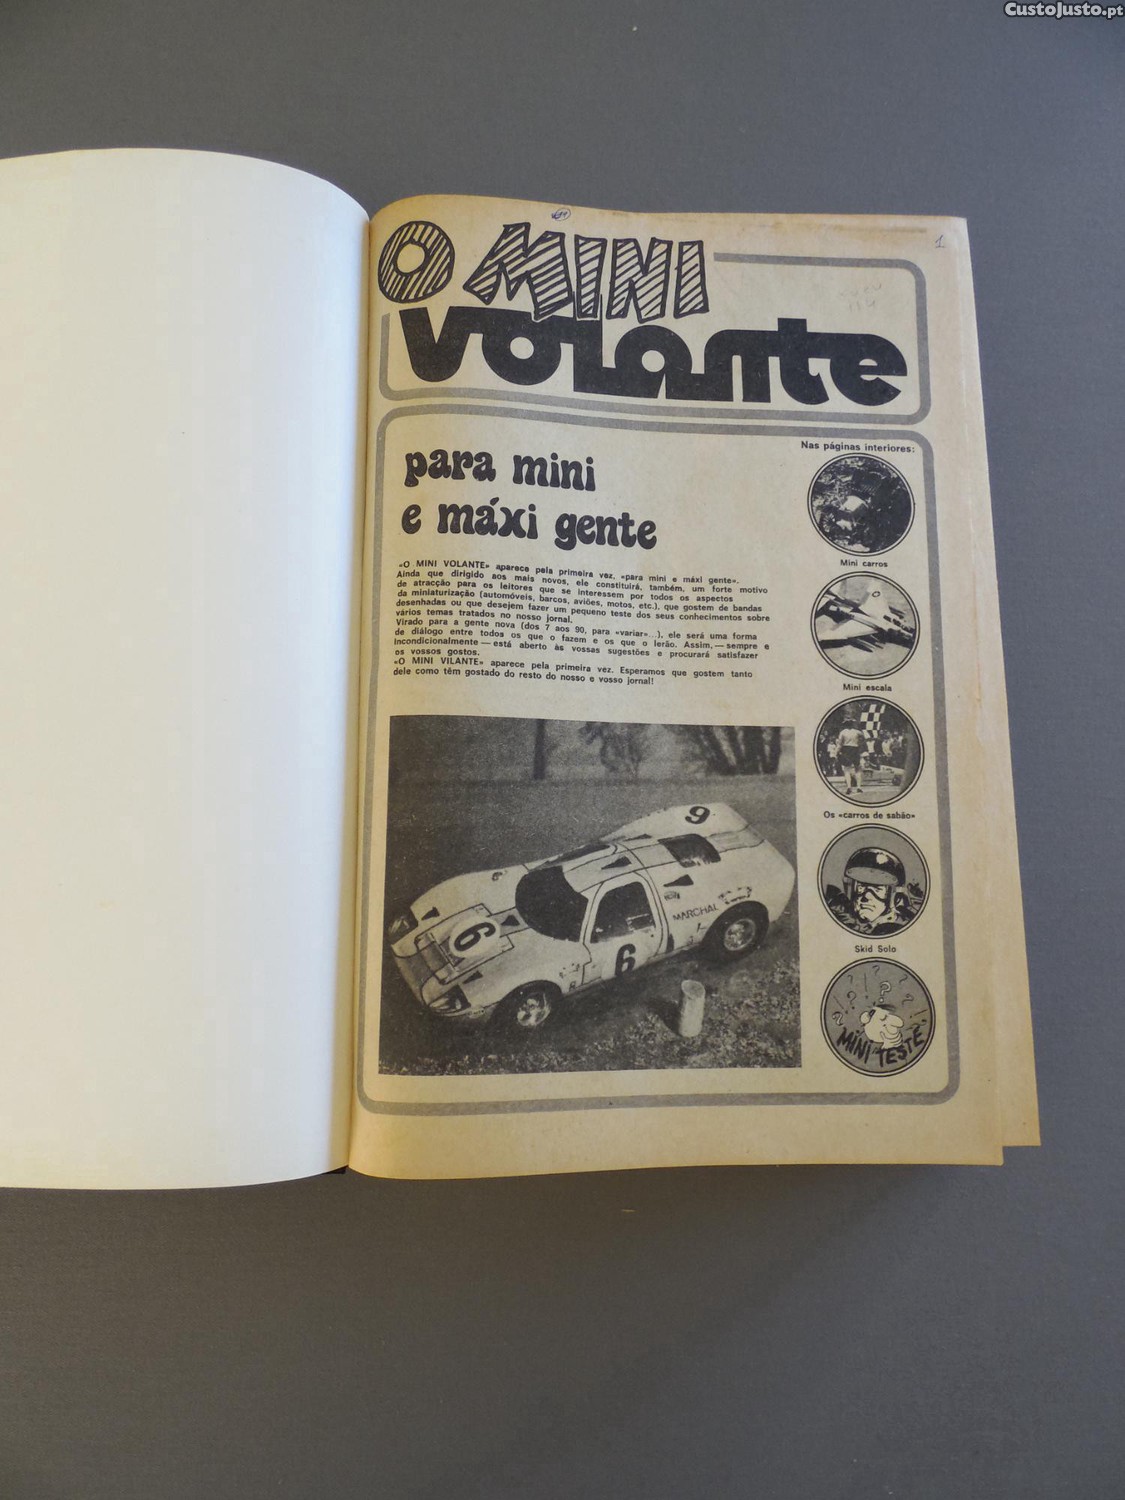 CustoJusto.pt
1
O MINI
VOLANTE
para mini
e máxi gente
«O MINI VOLANTE» aparece pela primeira vez, «para mini e máxi gente».
Ainda que dirigido aos mais novos, ele constituirá, também, um forte motivo
de atracção para os leitores que se interessem por todos os aspectos
da miniaturização (automóveis, barcos, aviões, motos, etc.), que gostem de bandas
desenhadas ou que desejem fazer um pequeno teste dos seus conhecimentos sobre
vários temas tratados no nosso jornal.
Virado para a gente nova (dos 7 aos 90, para «variar»...), ele será uma forma
de diálogo entre todos os que o fazem e os que o lerão. Assim, — sempre e
incondicionalmente — está aberto às vossas sugestões e procurará satisfazer
os vossos gostos.
«O MINI VILANTE» aparece pela primeira vez. Esperamos que gostem tanto
dele como têm gostado do resto do nosso e vosso jornal!
6
6
6
6
MARCHAL
Nas páginas interiores:
Mini carros
Mini escala
Os «carros de sabão»
Skid Solo
MINI TESTE